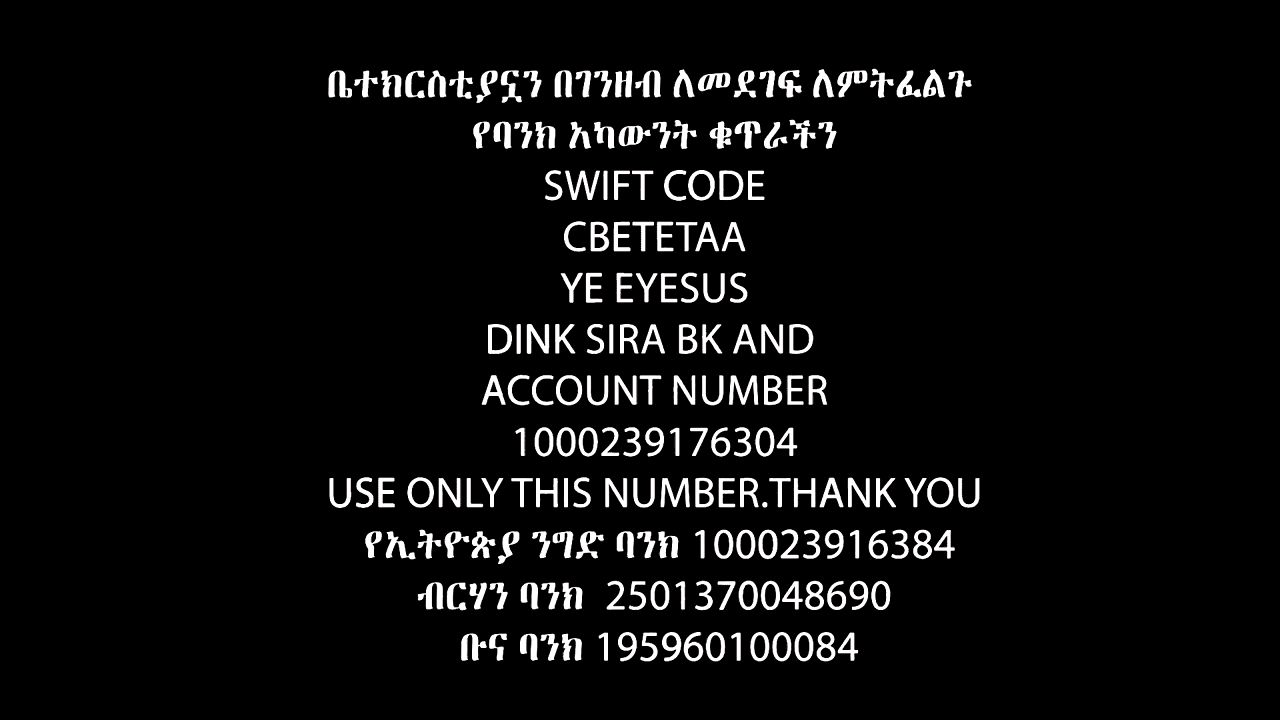 ቤተክርስቲያኗን በገንዘብ ለመደገፍ ለምትፈልጉ
የባንክ አካውንት ቁጥራችን
SWIFT CODE
CBETETAA
YE EYESUS
DINK SIRA BK AND
ACCOUNT NUMBER
1000239176304
USE ONLY THIS NUMBER.THANK YOU
የኢትዮጵያ ንግድ ባንክ 100023916384
ብርሃን ባንክ 2501370048690
ቡና ባንክ 195960100084